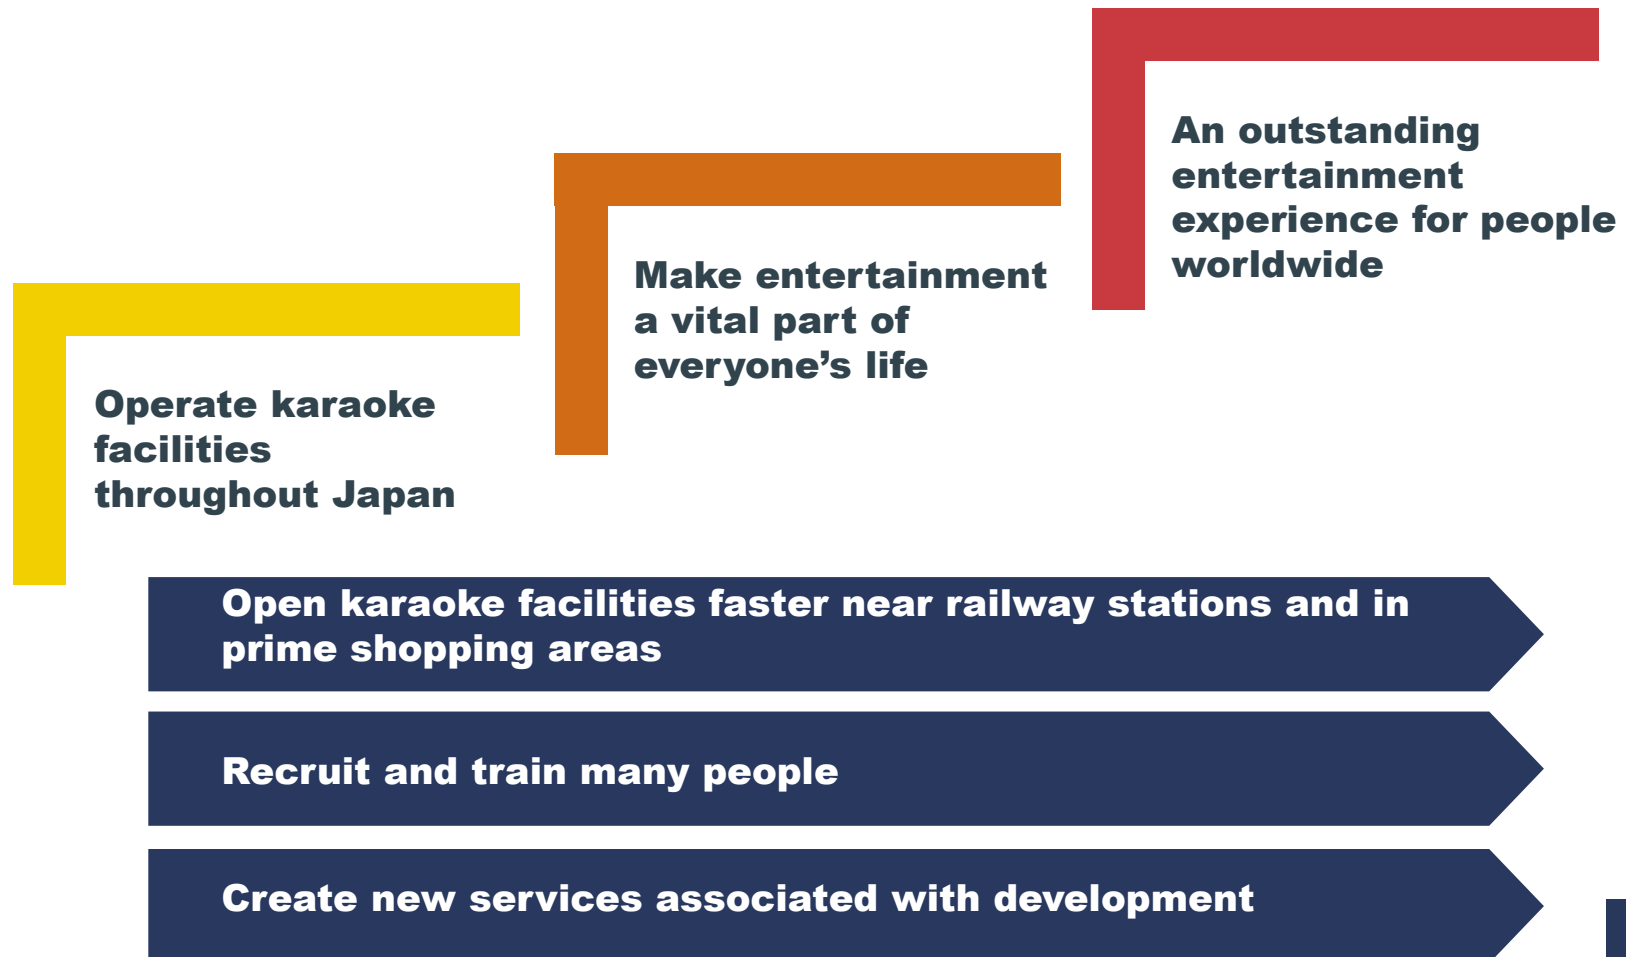 An outstanding
entertainment
experience for people
worldwide
Make entertainment
a vital part of
everyone’s life
Operate karaoke
facilities
throughout Japan
Open karaoke facilities faster near railway stations and in
prime shopping areas
Recruit and train many people
Create new services associated with development